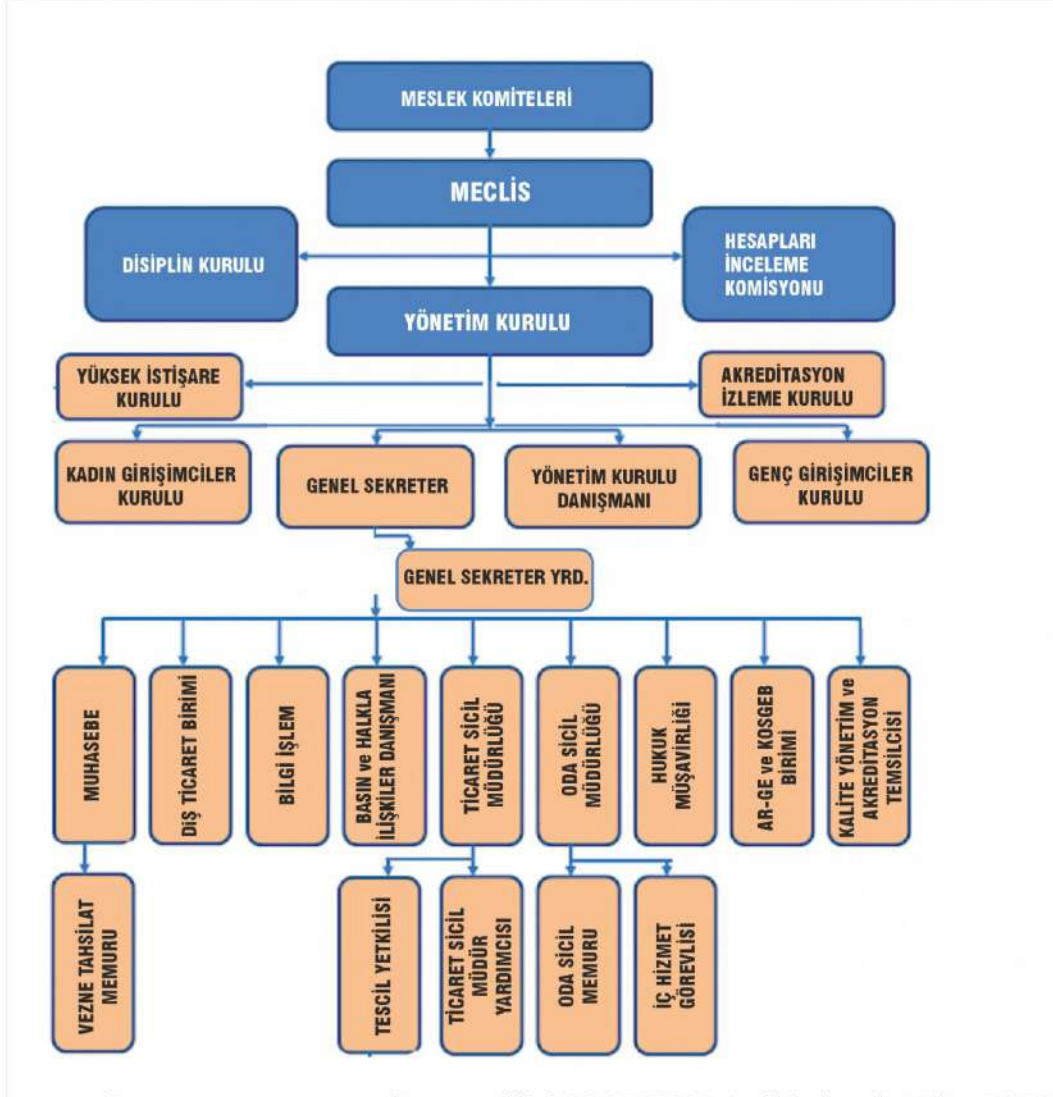 MESLEK KOMİTELERİ
MECLİS
DISİPLIN KURULU
HESAPLARI
İNCELEME
KOMİSYONU
YÖNETİM KURULU
YÜKSEK İSTİŞARE
KURULU
AKREDİTASYON
İZLEME KURULU
KADIN GİRİŞİMCİLER
KURULU
GENEL SEKRETER
YÖNETİM KURULU
DANIŞMANI
GENÇ GİRİŞİMCİLER
KURULU
GENEL SEKRETER YRD.
MUHASEBE
DİŞ TİCARET BİRİMİ
BİLGİ İŞLEM
BASIN ve HALKLA
İLİŞKİLER DANIŞMANI
TİCARET SİCİL
MÜDÜRLÜĞÜ
ODA SİCİL
MÜDÜRLÜĞÜ
HUKUK
MÜŞAVİRLİĞİ
AR-GE ve KOSGEB
BİRİMİ
KALİTE YÖNETİM ve
AKREDİTASYON
TEMSİLCİSİ
VEZNE TAHSİLAT
MEMURU
TESCİL YETKİLİSİ
TİCARET SİCİL
MÜDÜR
YARDIMCISI
ODA SİCİL
MEMURU
İÇ HİZMET
GÖREVLİSİ